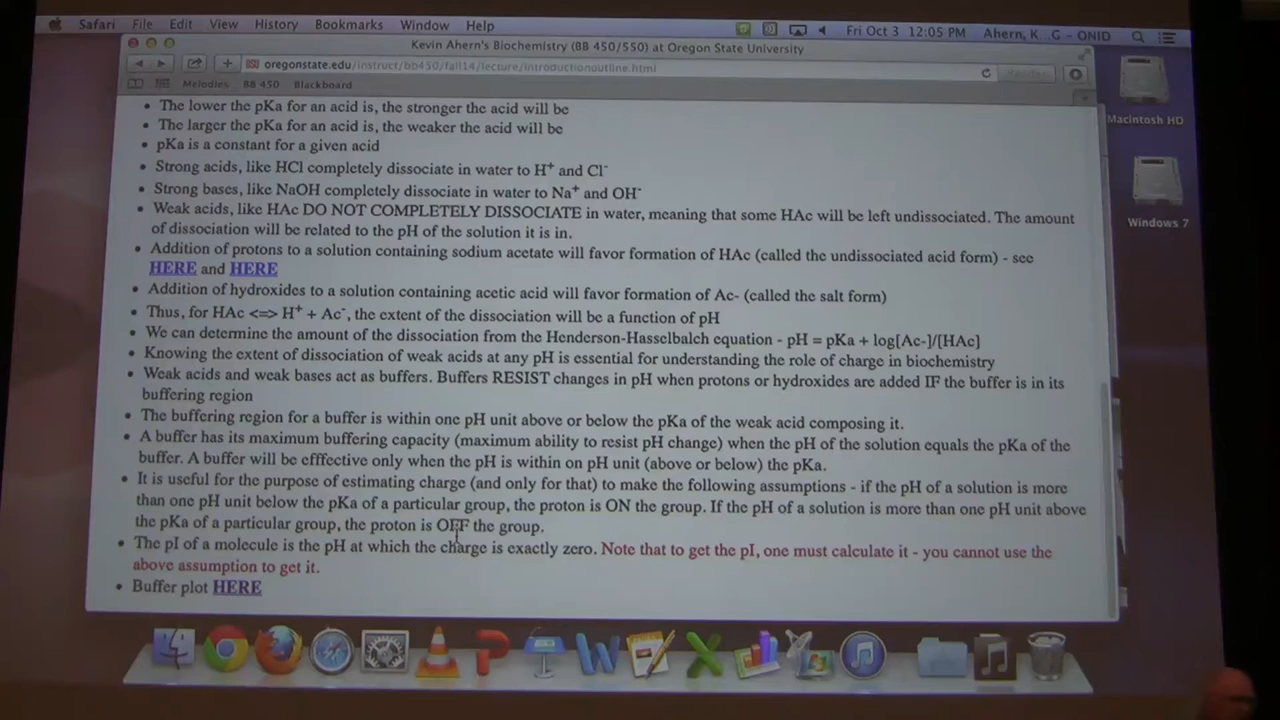 Safari File Edit View History Bookmarks Window Help Fri Oct 3 12:05 PM Ahern, K ...G - ONID
Kevin Ahern's Biochemistry (BB 450/550) at Oregon State University
oregonstate.edu/instruct/bb450/fall14/lecture/introductionoutline.html
Melodies BB 450 Blackboard
• The lower the pKa for an acid is, the stronger the acid will be
• The larger the pKa for an acid is, the weaker the acid will be
• pKa is a constant for a given acid
• Strong acids, like HCl completely dissociate in water to H⁺ and Cl⁻
• Strong bases, like NaOH completely dissociate in water to Na⁺ and OH⁻
• Weak acids, like HAc DO NOT COMPLETELY DISSOCIATE in water, meaning that some HAc will be left undissociated. The amount
of dissociation will be related to the pH of the solution it is in.
• Addition of protons to a solution containing sodium acetate will favor formation of HAc (called the undissociated acid form) - see
HERE and HERE
• Addition of hydroxides to a solution containing acetic acid will favor formation of Ac- (called the salt form)
• Thus, for HAc <=> H⁺ + Ac⁻, the extent of the dissociation will be a function of pH
• We can determine the amount of the dissociation from the Henderson-Hasselbalch equation - pH = pKa + log[Ac-]/[HAc]
• Knowing the extent of dissociation of weak acids at any pH is essential for understanding the role of charge in biochemistry
• Weak acids and weak bases act as buffers. Buffers RESIST changes in pH when protons or hydroxides are added IF the buffer is in its
buffering region
• The buffering region for a buffer is within one pH unit above or below the pKa of the weak acid composing it.
• A buffer has its maximum buffering capacity (maximum ability to resist pH change) when the pH of the solution equals the pKa of the
buffer. A buffer will be efffective only when the pH is within on pH unit (above or below) the pKa.
• It is useful for the purpose of estimating charge (and only for that) to make the following assumptions - if the pH of a solution is more
than one pH unit below the pKa of a particular group, the proton is ON the group. If the pH of a solution is more than one pH unit above
the pKa of a particular group, the proton is OFF the group.
• The pI of a molecule is the pH at which the charge is exactly zero. Note that to get the pI, one must calculate it - you cannot use the
above assumption to get it.
• Buffer plot HERE
Macintosh HD
Windows 7